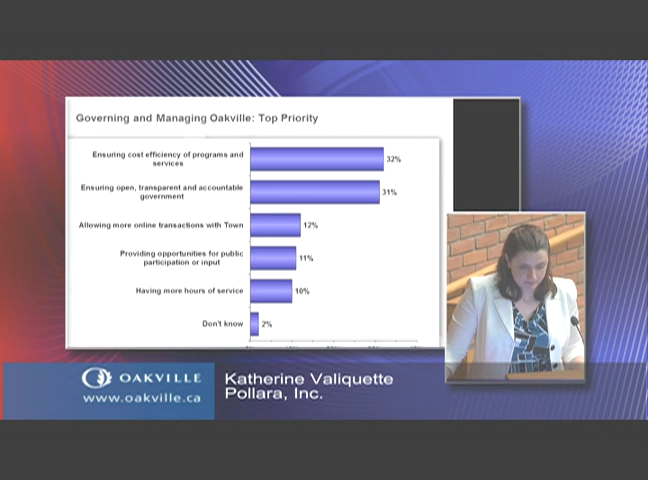 Governing and Managing Oakville: Top Priority
Ensuring cost efficiency of programs and
services
32%
Ensuring open, transparent and accountable
government
31%
Allowing more online transactions with Town
12%
Providing opportunities for public
participation or input
11%
Having more hours of service
10%
Don't know
2%
OAKVILLE
www.oakville.ca
Katherine Valiquette
Pollara, Inc.